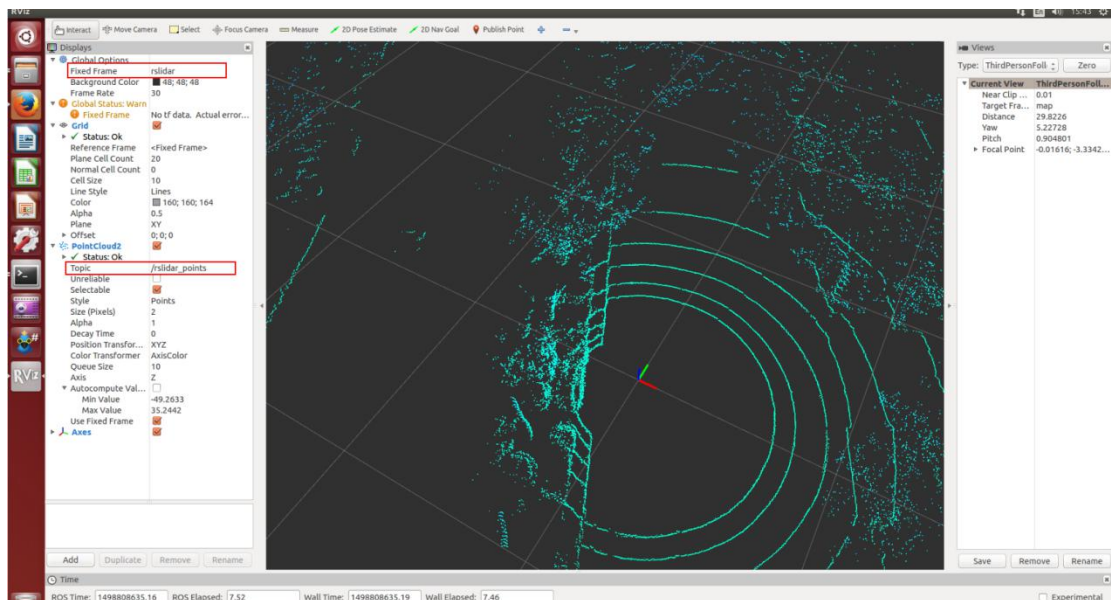 RViz
En
15:43
Interact Move Camera Select Focus Camera Measure 2D Pose Estimate 2D Nav Goal Publish Point
Displays
Global Options
Fixed Frame rslidar
Background Color 48; 48; 48
Frame Rate 30
Global Status: Warn
Fixed Frame No tf data. Actual error...
Grid
Status: Ok
Reference Frame <Fixed Frame>
Plane Cell Count 20
Normal Cell Count 0
Cell Size 10
Line Style Lines
Color 160; 160; 164
Alpha 0.5
Plane XY
Offset 0; 0; 0
PointCloud2
Status: Ok
Topic /rslidar_points
Unreliable
Selectable
Style Points
Size (Pixels) 2
Alpha 1
Decay Time 0
Position Transfor... XYZ
Color Transformer AxisColor
Queue Size 10
Axis Z
Autocompute Val...
Min Value -49.2633
Max Value 35.2442
Use Fixed Frame
Axes
Add Duplicate Remove Rename
Views
Type: ThirdPersonFoll Zero
Current View ThirdPersonFoll...
Near Clip ... 0.01
Target Fra... map
Distance 29.8226
Yaw 5.22728
Pitch 0.904801
Focal Point -0.01616; -3.3342...
Save Remove Rename
RViz
Time
ROS Time: 1498808635.16 ROS Elapsed: 7.52 Wall Time: 1498808635.19 Wall Elapsed: 7.46 Experimental